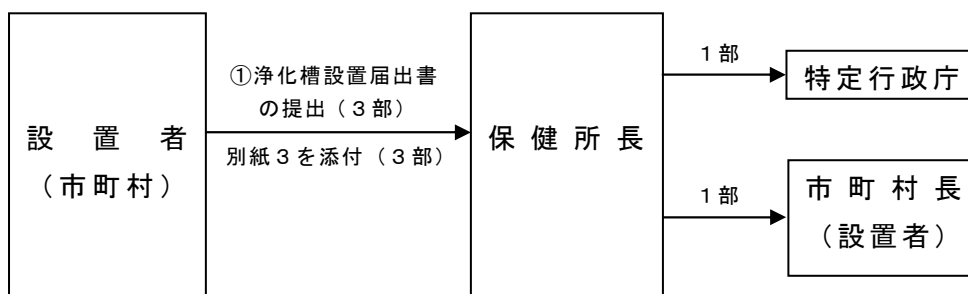 設置者
（市町村）
①浄化槽設置届出書
の提出（３部）
別紙３を添付（３部）
保健所長
１部
特定行政庁
１部
市町村長
（設置者）